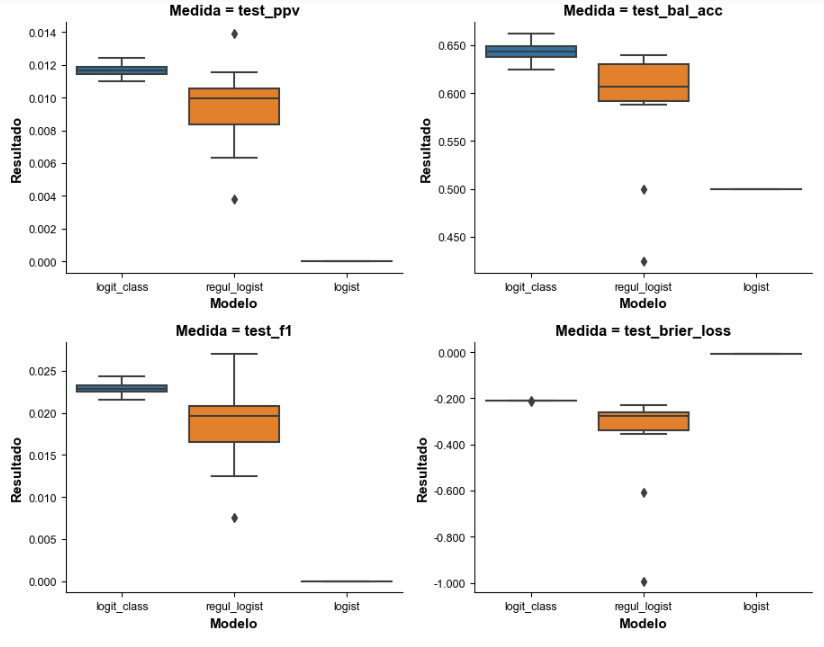 Medida = test_ppv
Resultado
0.014
0.012
0.010
0.008
0.006
0.004
0.002
0.000
logit_class regul_logist logist
Modelo
Medida = test_bal_acc
Resultado
0.650
0.600
0.550
0.500
0.450
logit_class regul_logist logist
Modelo
Medida = test_f1
Resultado
0.025
0.020
0.015
0.010
0.005
0.000
logit_class regul_logist logist
Modelo
Medida = test_brier_loss
Resultado
0.000
-0.200
-0.400
-0.600
-0.800
-1.000
logit_class regul_logist logist
Modelo